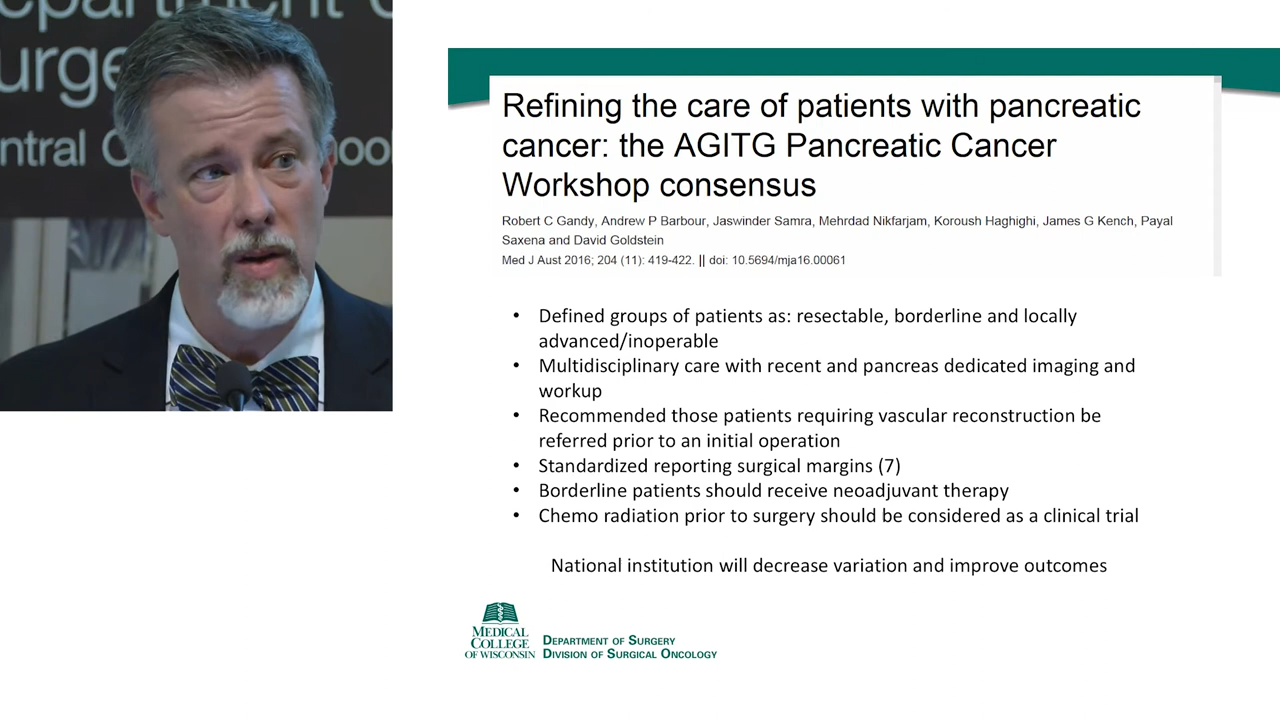 Refining the care of patients with pancreatic
cancer: the AGITG Pancreatic Cancer
Workshop consensus
Robert C Gandy, Andrew P Barbour, Jaswinder Samra, Mehrdad Nikfarjam, Koroush Haghighi, James G Kench, Payal
Saxena and David Goldstein
Med J Aust 2016; 204 (11): 419-422. || doi: 10.5694/mja16.00061
• Defined groups of patients as: resectable, borderline and locally
advanced/inoperable
• Multidisciplinary care with recent and pancreas dedicated imaging and
workup
• Recommended those patients requiring vascular reconstruction be
referred prior to an initial operation
• Standardized reporting surgical margins (7)
• Borderline patients should receive neoadjuvant therapy
• Chemo radiation prior to surgery should be considered as a clinical trial
National institution will decrease variation and improve outcomes
MEDICAL
COLLEGE
OF WISCONSIN
DEPARTMENT OF SURGERY
DIVISION OF SURGICAL ONCOLOGY